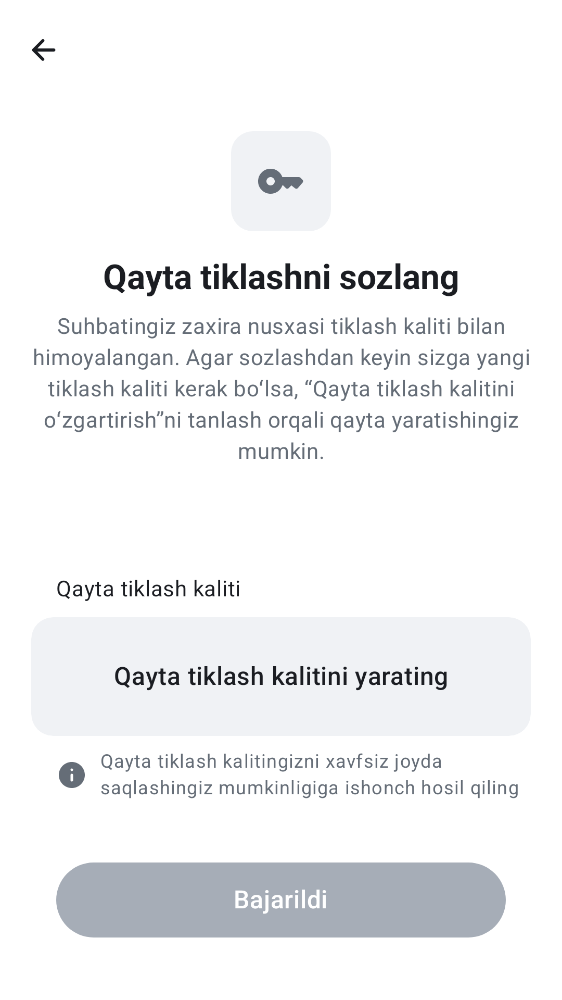 Qayta tiklashni sozlang
Suhbatingiz zaxira nusxasi tiklash kaliti bilan
himoyalangan. Agar sozlashdan keyin sizga yangi
tiklash kaliti kerak boʻlsa, “Qayta tiklash kalitini
oʻzgartirish”ni tanlash orqali qayta yaratishingiz
mumkin.
Qayta tiklash kaliti
Qayta tiklash kalitini yarating
Qayta tiklash kalitingizni xavfsiz joyda
saqlashingiz mumkinligiga ishonch hosil qiling
Bajarildi